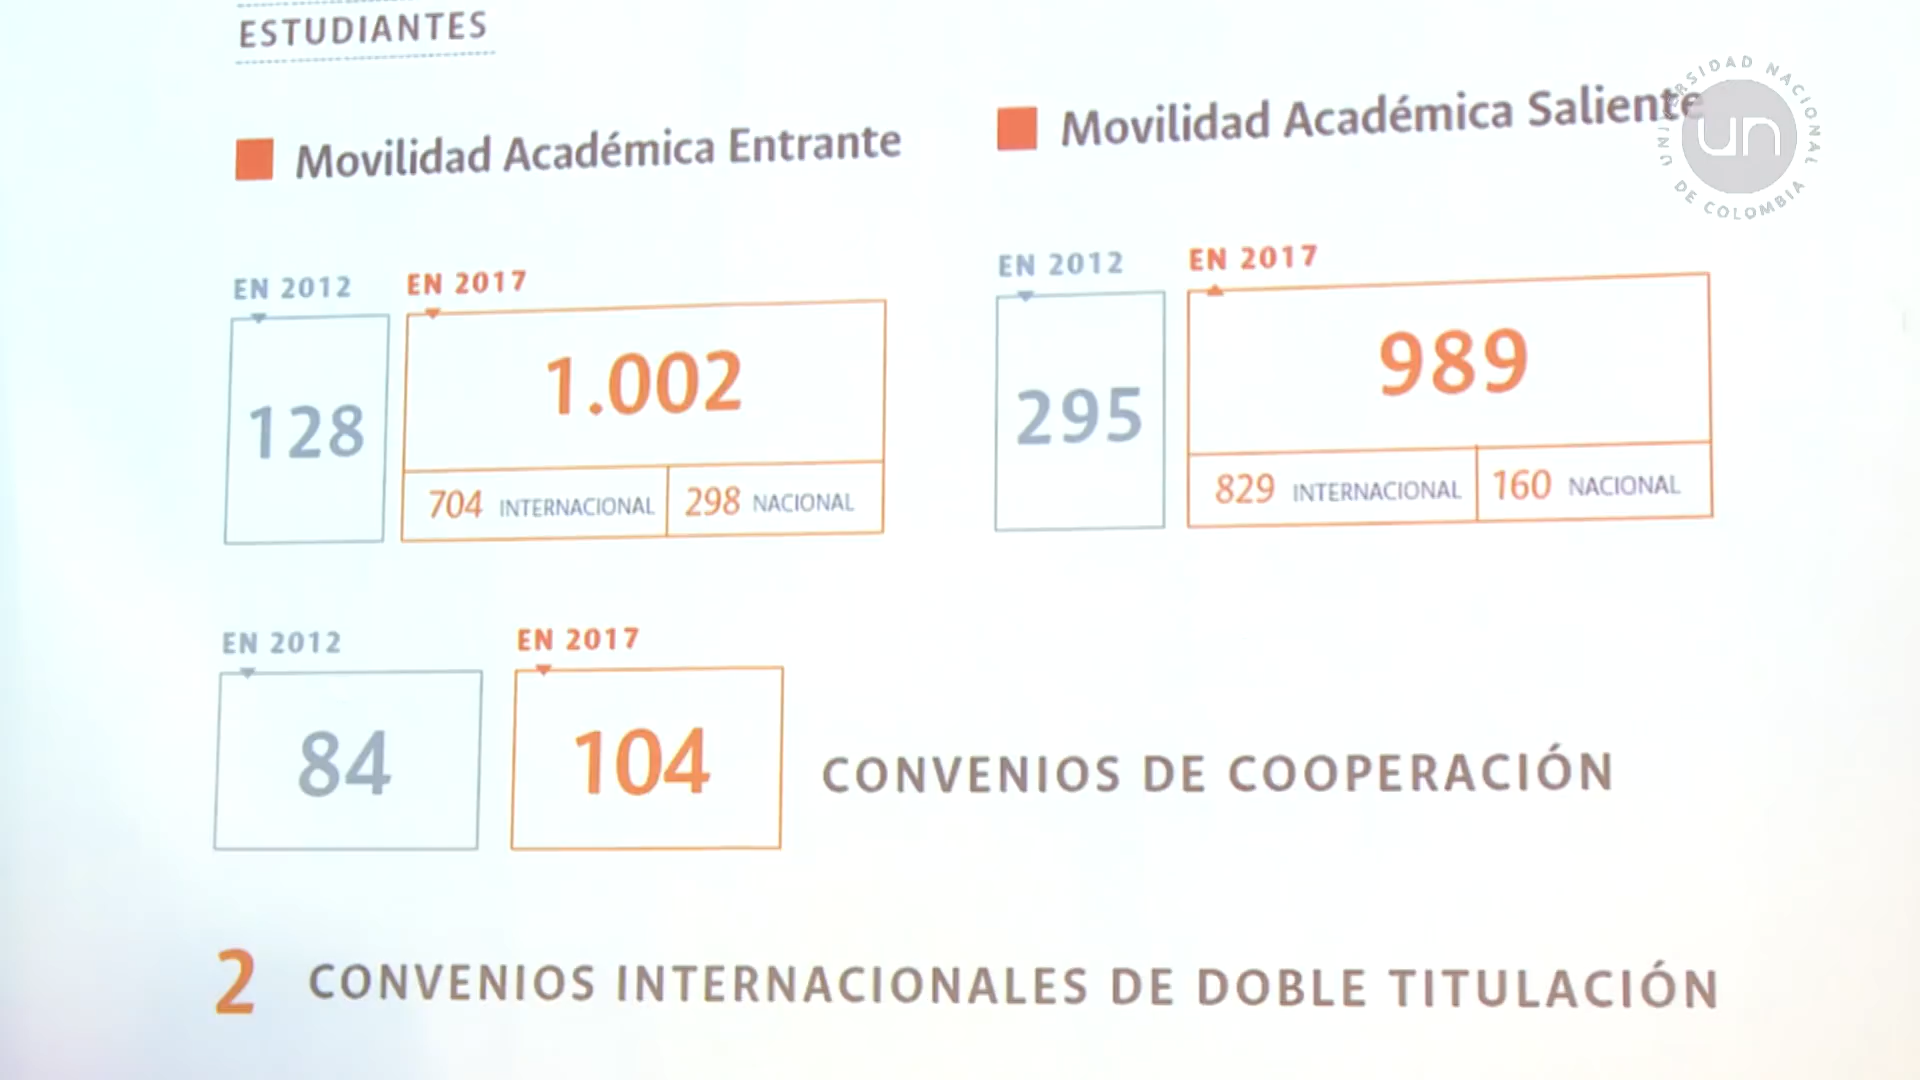 ESTUDIANTES
Movilidad Académica Entrante
Movilidad Académica Saliente
EN 2012
EN 2017
128
1.002
704 INTERNACIONAL
298 NACIONAL
EN 2012
EN 2017
295
989
829 INTERNACIONAL
160 NACIONAL
EN 2012
EN 2017
84
104
CONVENIOS DE COOPERACIÓN
2 CONVENIOS INTERNACIONALES DE DOBLE TITULACIÓN
UNIVERSIDAD NACIONAL DE COLOMBIA
un